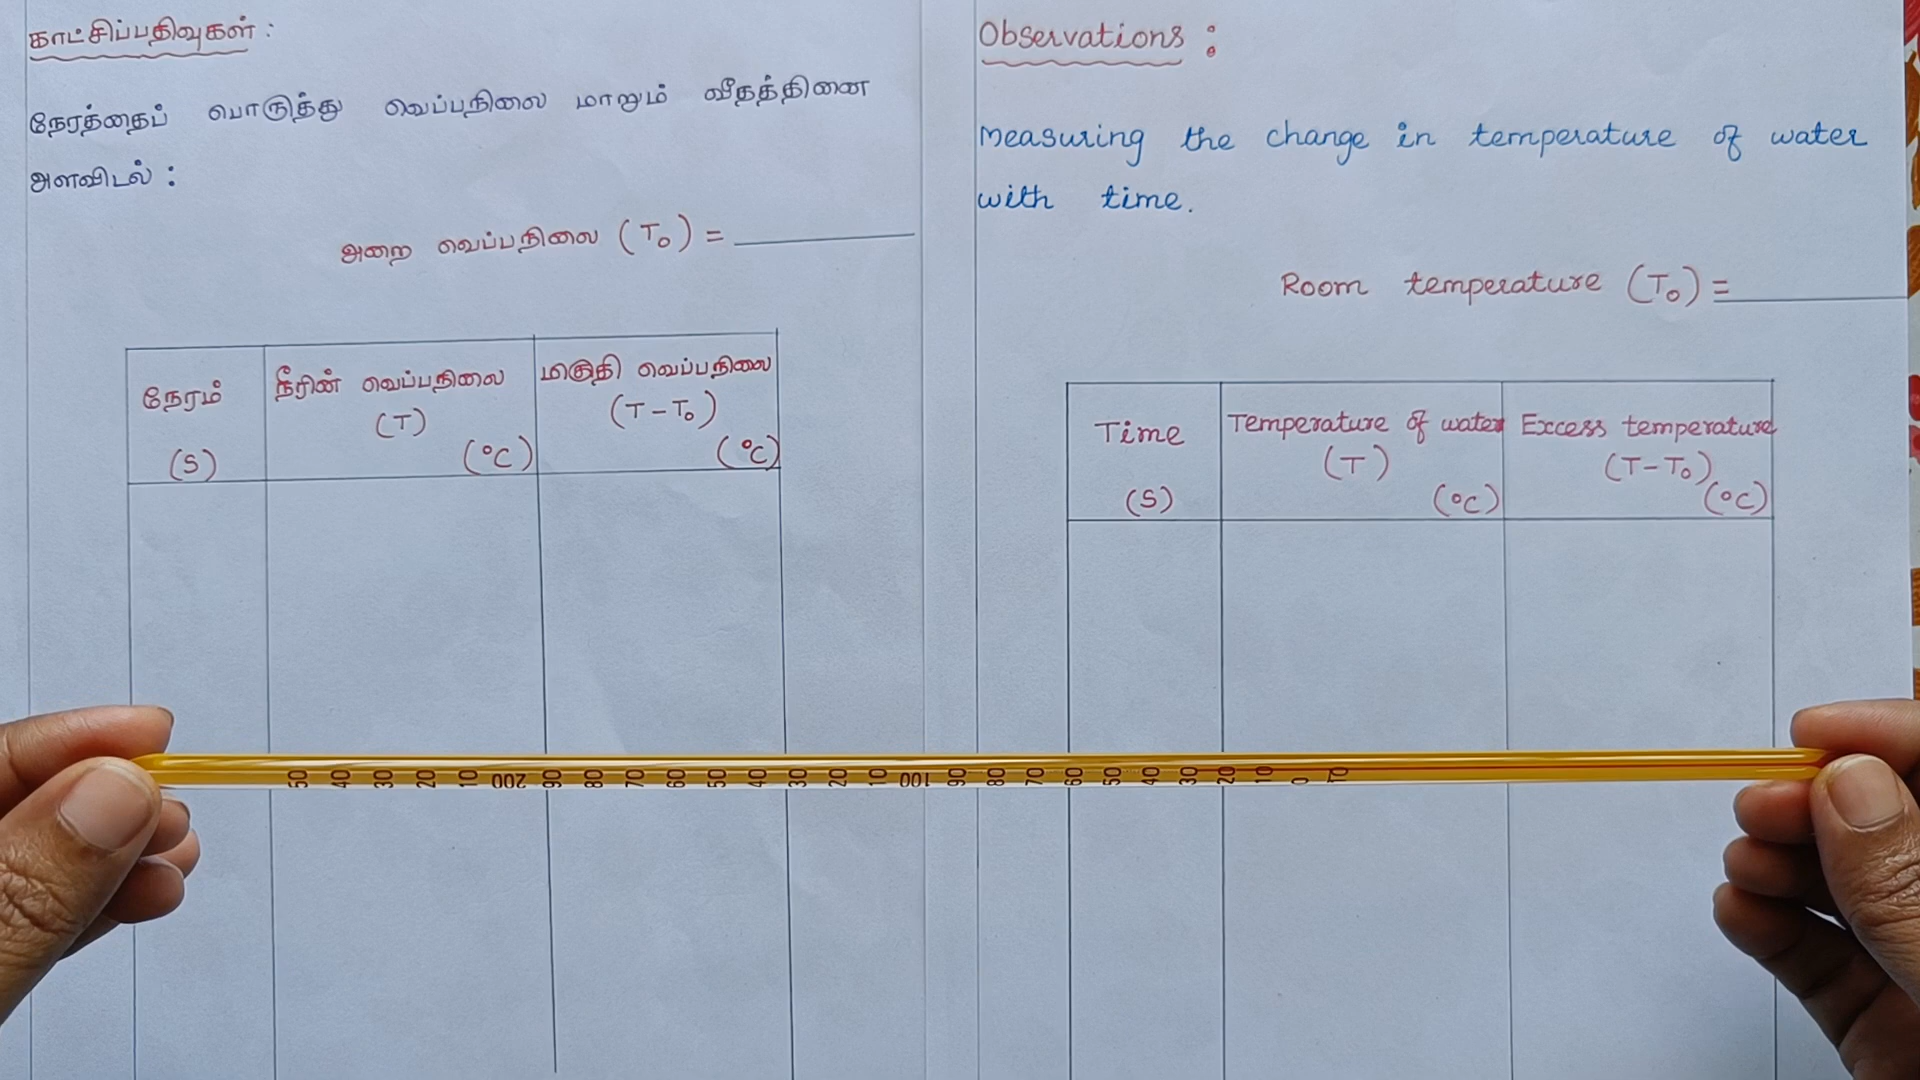 காட்சிப்பதிவுகள் :
நேரத்தைப் பொருத்து வெப்பநிலை மாறும் வீதத்தினை
அளவிடல் :
அறை வெப்பநிலை (T₀) =
நேரம்
(S)
நீரின் வெப்பநிலை
(T)
(°C)
மிகுதி வெப்பநிலை
(T-T₀)
(°C)
Observations :
Measuring the change in temperature of water
with time.
Room temperature (T₀) =
Time
(S)
Temperature of water
(T)
(°C)
Excess temperature
(T-T₀)
(°C)
50 40 30 20 10 200 90 80 70 60 50 40 30 20 10 100 90 80 70 60 50 40 30 20 10 0